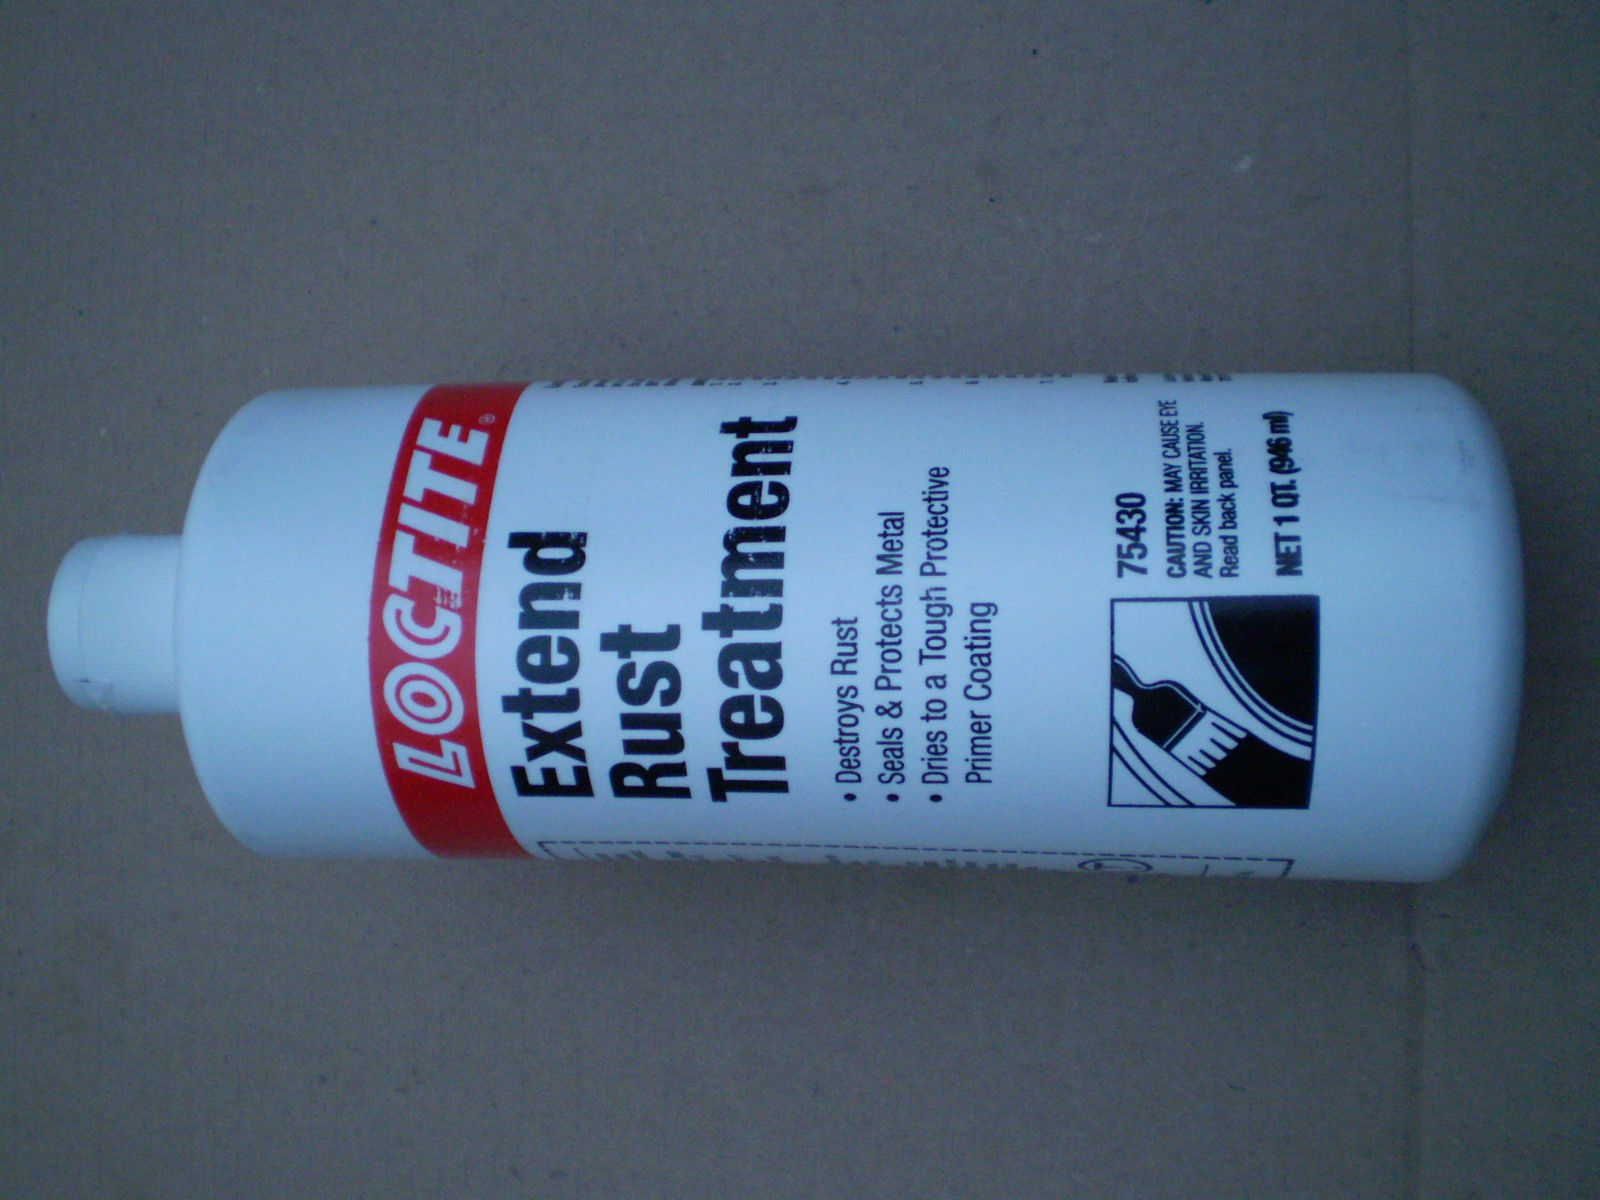 LOCTITE®
Extend
Rust
Treatment
• Destroys Rust
• Seals & Protects Metal
• Dries to a Tough Protective
Primer Coating
75430
CAUTION: MAY CAUSE EYE
AND SKIN IRRITATION.
Read back panel.
NET 1 QT. (946 ml)